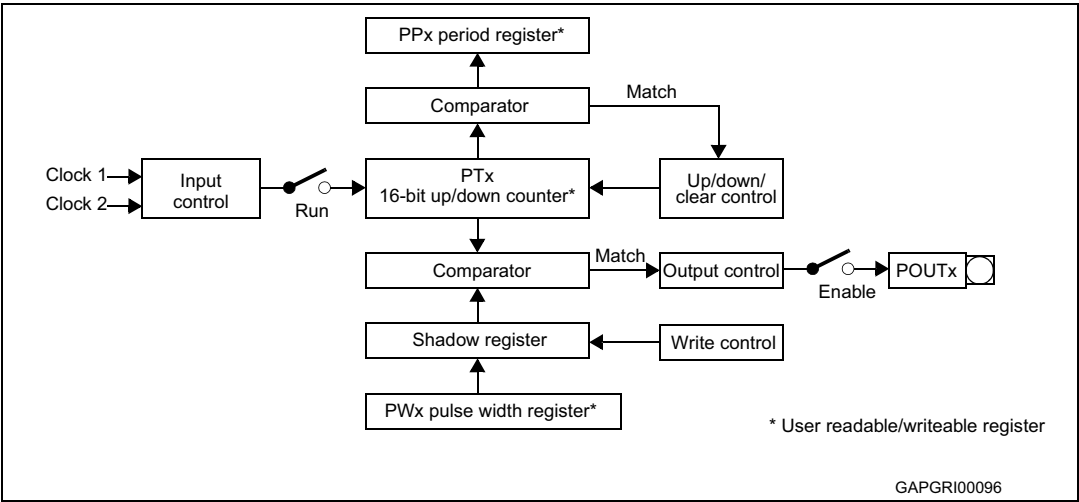 PPx period register*
Comparator
Match
Clock 1
Clock 2
Input
control
Run
PTx
16-bit up/down counter*
Up/down/
clear control
Comparator
Match
Output control
Enable
POUTx
Shadow register
Write control
PWx pulse width register*
* User readable/writeable register
GAPGRI00096